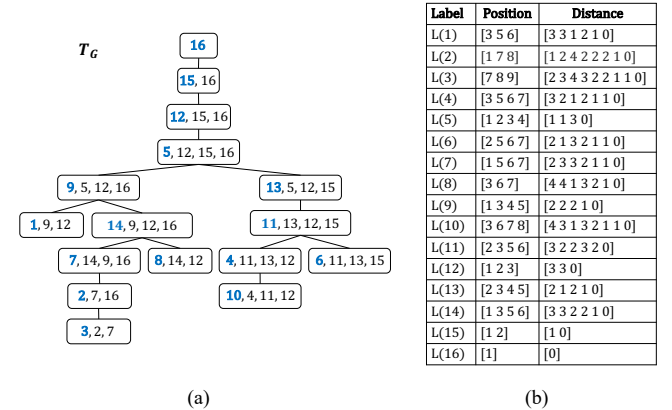 T_G
16
15, 16
12, 15, 16
5, 12, 15, 16
9, 5, 12, 16
13, 5, 12, 15
1, 9, 12
14, 9, 12, 16
11, 13, 12, 15
7, 14, 9, 16
8, 14, 12
4, 11, 13, 12
6, 11, 13, 15
2, 7, 16
10, 4, 11, 12
3, 2, 7
(a)
Label Position Distance
L(1) [3 5 6] [3 3 1 2 1 0]
L(2) [1 7 8] [1 2 4 2 2 2 1 0]
L(3) [7 8 9] [2 3 4 3 2 2 1 1 0]
L(4) [3 5 6 7] [3 2 1 2 1 1 0]
L(5) [1 2 3 4] [1 1 3 0]
L(6) [2 5 6 7] [2 1 3 2 1 1 0]
L(7) [1 5 6 7] [2 3 3 2 1 1 0]
L(8) [3 6 7] [4 4 1 3 2 1 0]
L(9) [1 3 4 5] [2 2 2 1 0]
L(10) [3 6 7 8] [4 3 1 3 2 1 1 0]
L(11) [2 3 5 6] [3 2 2 3 2 0]
L(12) [1 2 3] [3 3 0]
L(13) [2 3 4 5] [2 1 2 1 0]
L(14) [1 3 5 6] [3 3 2 2 1 0]
L(15) [1 2] [1 0]
L(16) [1] [0]
(b)